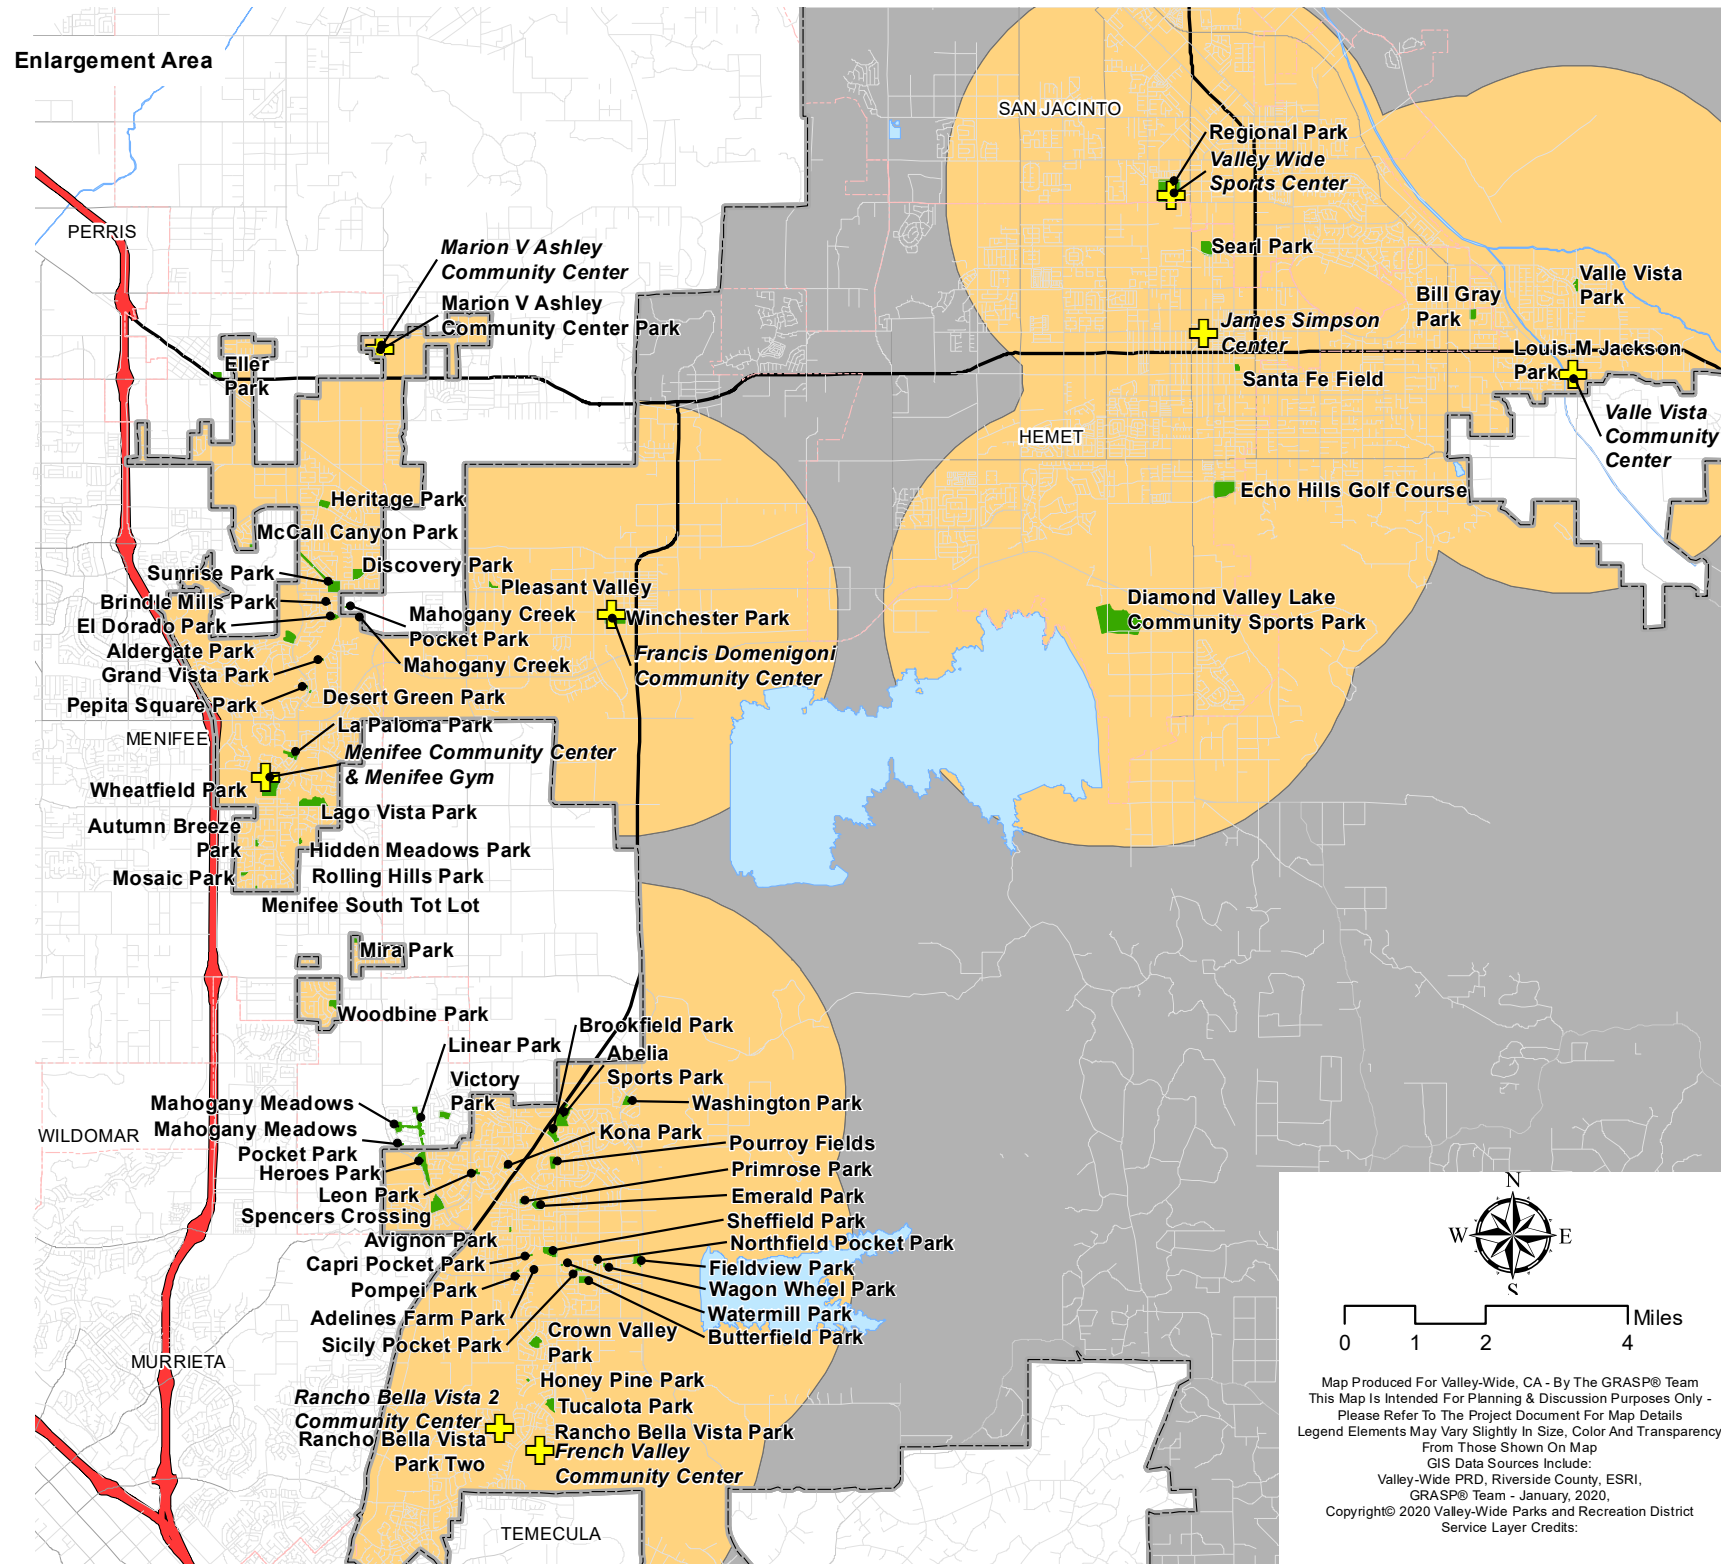 Enlargement Area
SAN JACINTO
Regional Park
Valley Wide
Sports Center
PERRIS
Marion V Ashley
Community Center
Searl Park
Valle Vista
Park
Bill Gray
Park
Marion V Ashley
Community Center Park
James Simpson
Center
Louis M Jackson
Park
Eller
Park
Santa Fe Field
Valle Vista
Community
Center
HEMET
Heritage Park
Echo Hills Golf Course
McCall Canyon Park
Discovery Park
Sunrise Park
Pleasant Valley
Brindle Mills Park
Mahogany Creek
Pocket Park
El Dorado Park
Winchester Park
Diamond Valley Lake
Community Sports Park
Aldergate Park
Mahogany Creek
Francis Domenigoni
Community Center
Grand Vista Park
Pepita Square Park
Desert Green Park
La Paloma Park
MENIFEE
Menifee Community Center
& Menifee Gym
Wheatfield Park
Lago Vista Park
Autumn Breeze
Park
Hidden Meadows Park
Mosaic Park
Rolling Hills Park
Menifee South Tot Lot
Mira Park
Woodbine Park
Brookfield Park
Linear Park
Abelia
Sports Park
Victory
Park
Mahogany Meadows
Washington Park
WILDOMAR
Mahogany Meadows
Pocket Park
Kona Park
Pourroy Fields
Heroes Park
Primrose Park
Leon Park
Emerald Park
Spencers Crossing
Sheffield Park
Avignon Park
Northfield Pocket Park
Capri Pocket Park
Fieldview Park
Pompei Park
Wagon Wheel Park
Adelines Farm Park
Watermill Park
Sicily Pocket Park
Butterfield Park
Crown Valley
Park
MURRIETA
Honey Pine Park
Rancho Bella Vista 2
Community Center
Tucalota Park
Rancho Bella Vista
Park Two
Rancho Bella Vista Park
French Valley
Community Center
TEMECULA
N
W
E
S
0 1 2 4 Miles
Map Produced For Valley-Wide, CA - By The GRASP® Team
This Map Is Intended For Planning & Discussion Purposes Only -
Please Refer To The Project Document For Map Details
Legend Elements May Vary Slightly In Size, Color And Transparency
From Those Shown On Map
GIS Data Sources Include:
Valley-Wide PRD, Riverside County, ESRI,
GRASP® Team - January, 2020,
Copyright© 2020 Valley-Wide Parks and Recreation District
Service Layer Credits: